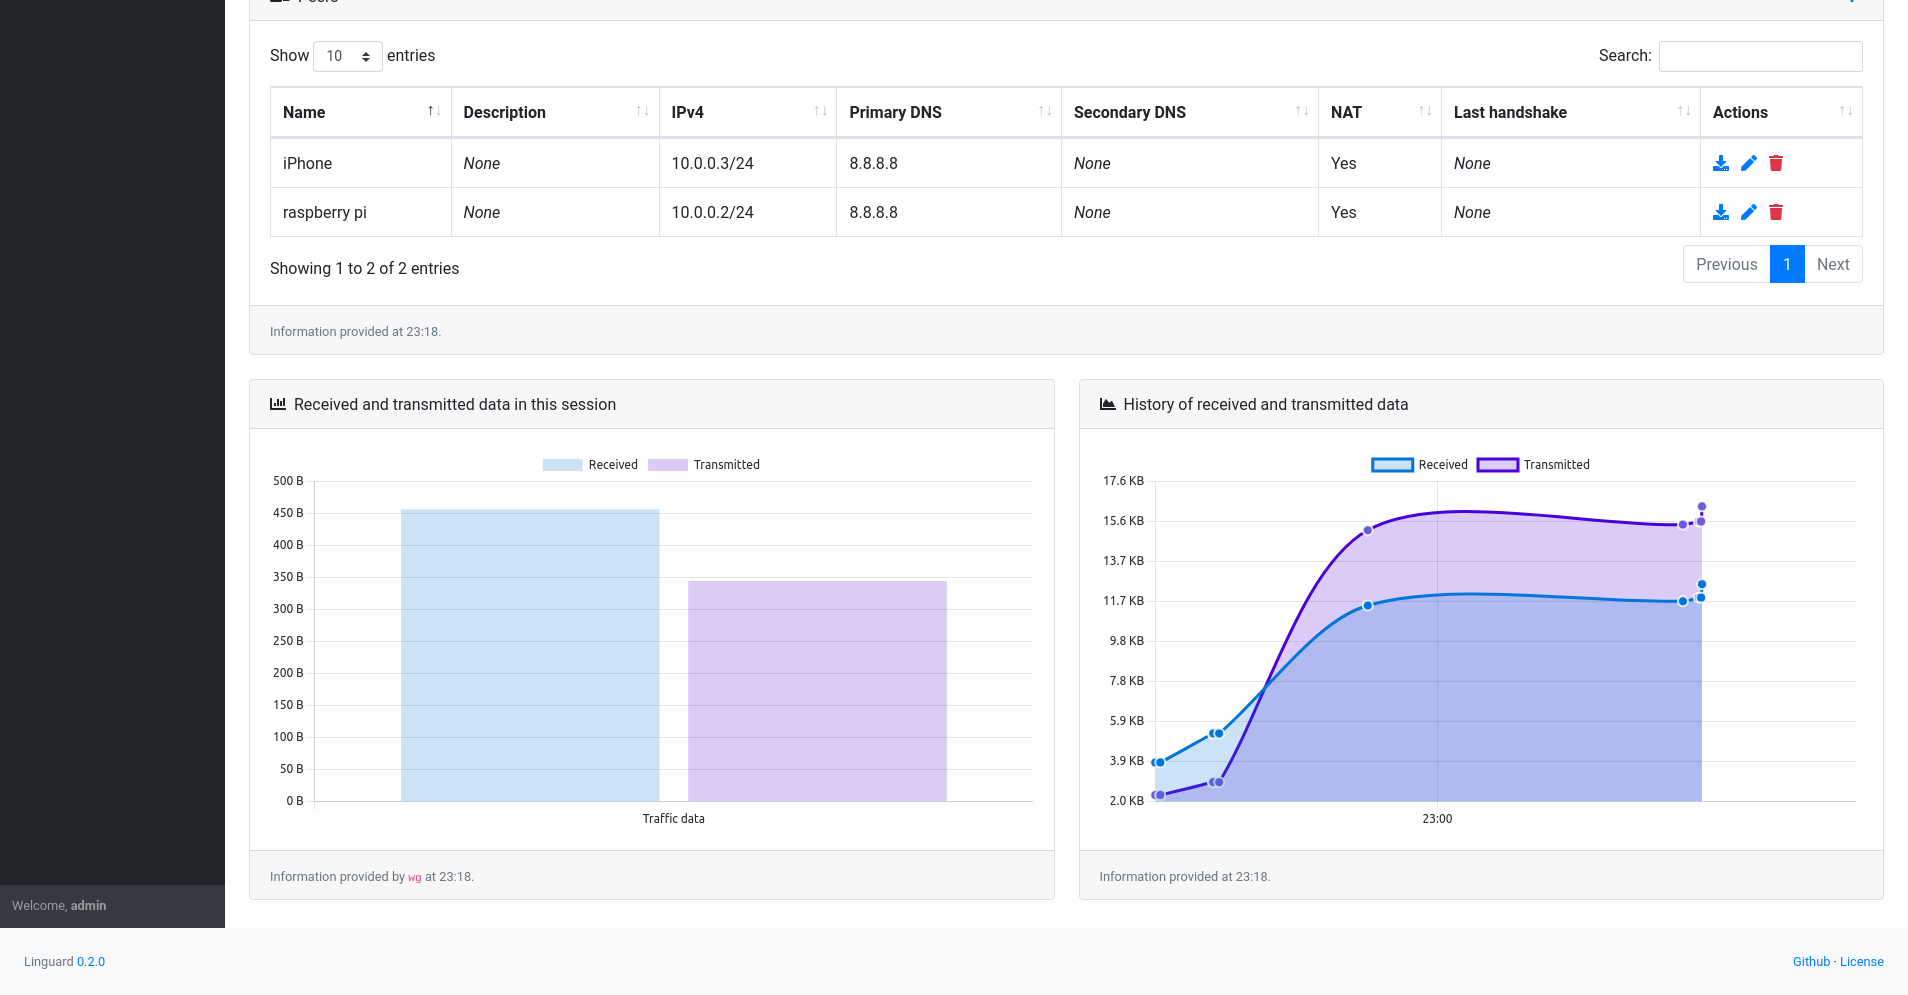 Show 10 entries Search:
Name Description IPv4 Primary DNS Secondary DNS NAT Last handshake Actions
iPhone None 10.0.0.3/24 8.8.8.8 None Yes None
raspberry pi None 10.0.0.2/24 8.8.8.8 None Yes None
Showing 1 to 2 of 2 entries Previous 1 Next
Information provided at 23:18.
Received and transmitted data in this session
Received Transmitted
500 B
450 B
400 B
350 B
300 B
250 B
200 B
150 B
100 B
50 B
0 B
Traffic data
Information provided by wg at 23:18.
History of received and transmitted data
Received Transmitted
17.6 KB
15.6 KB
13.7 KB
11.7 KB
9.8 KB
7.8 KB
5.9 KB
3.9 KB
2.0 KB
23:00
Information provided at 23:18.
Welcome, admin
Linguard 0.2.0 Github · License